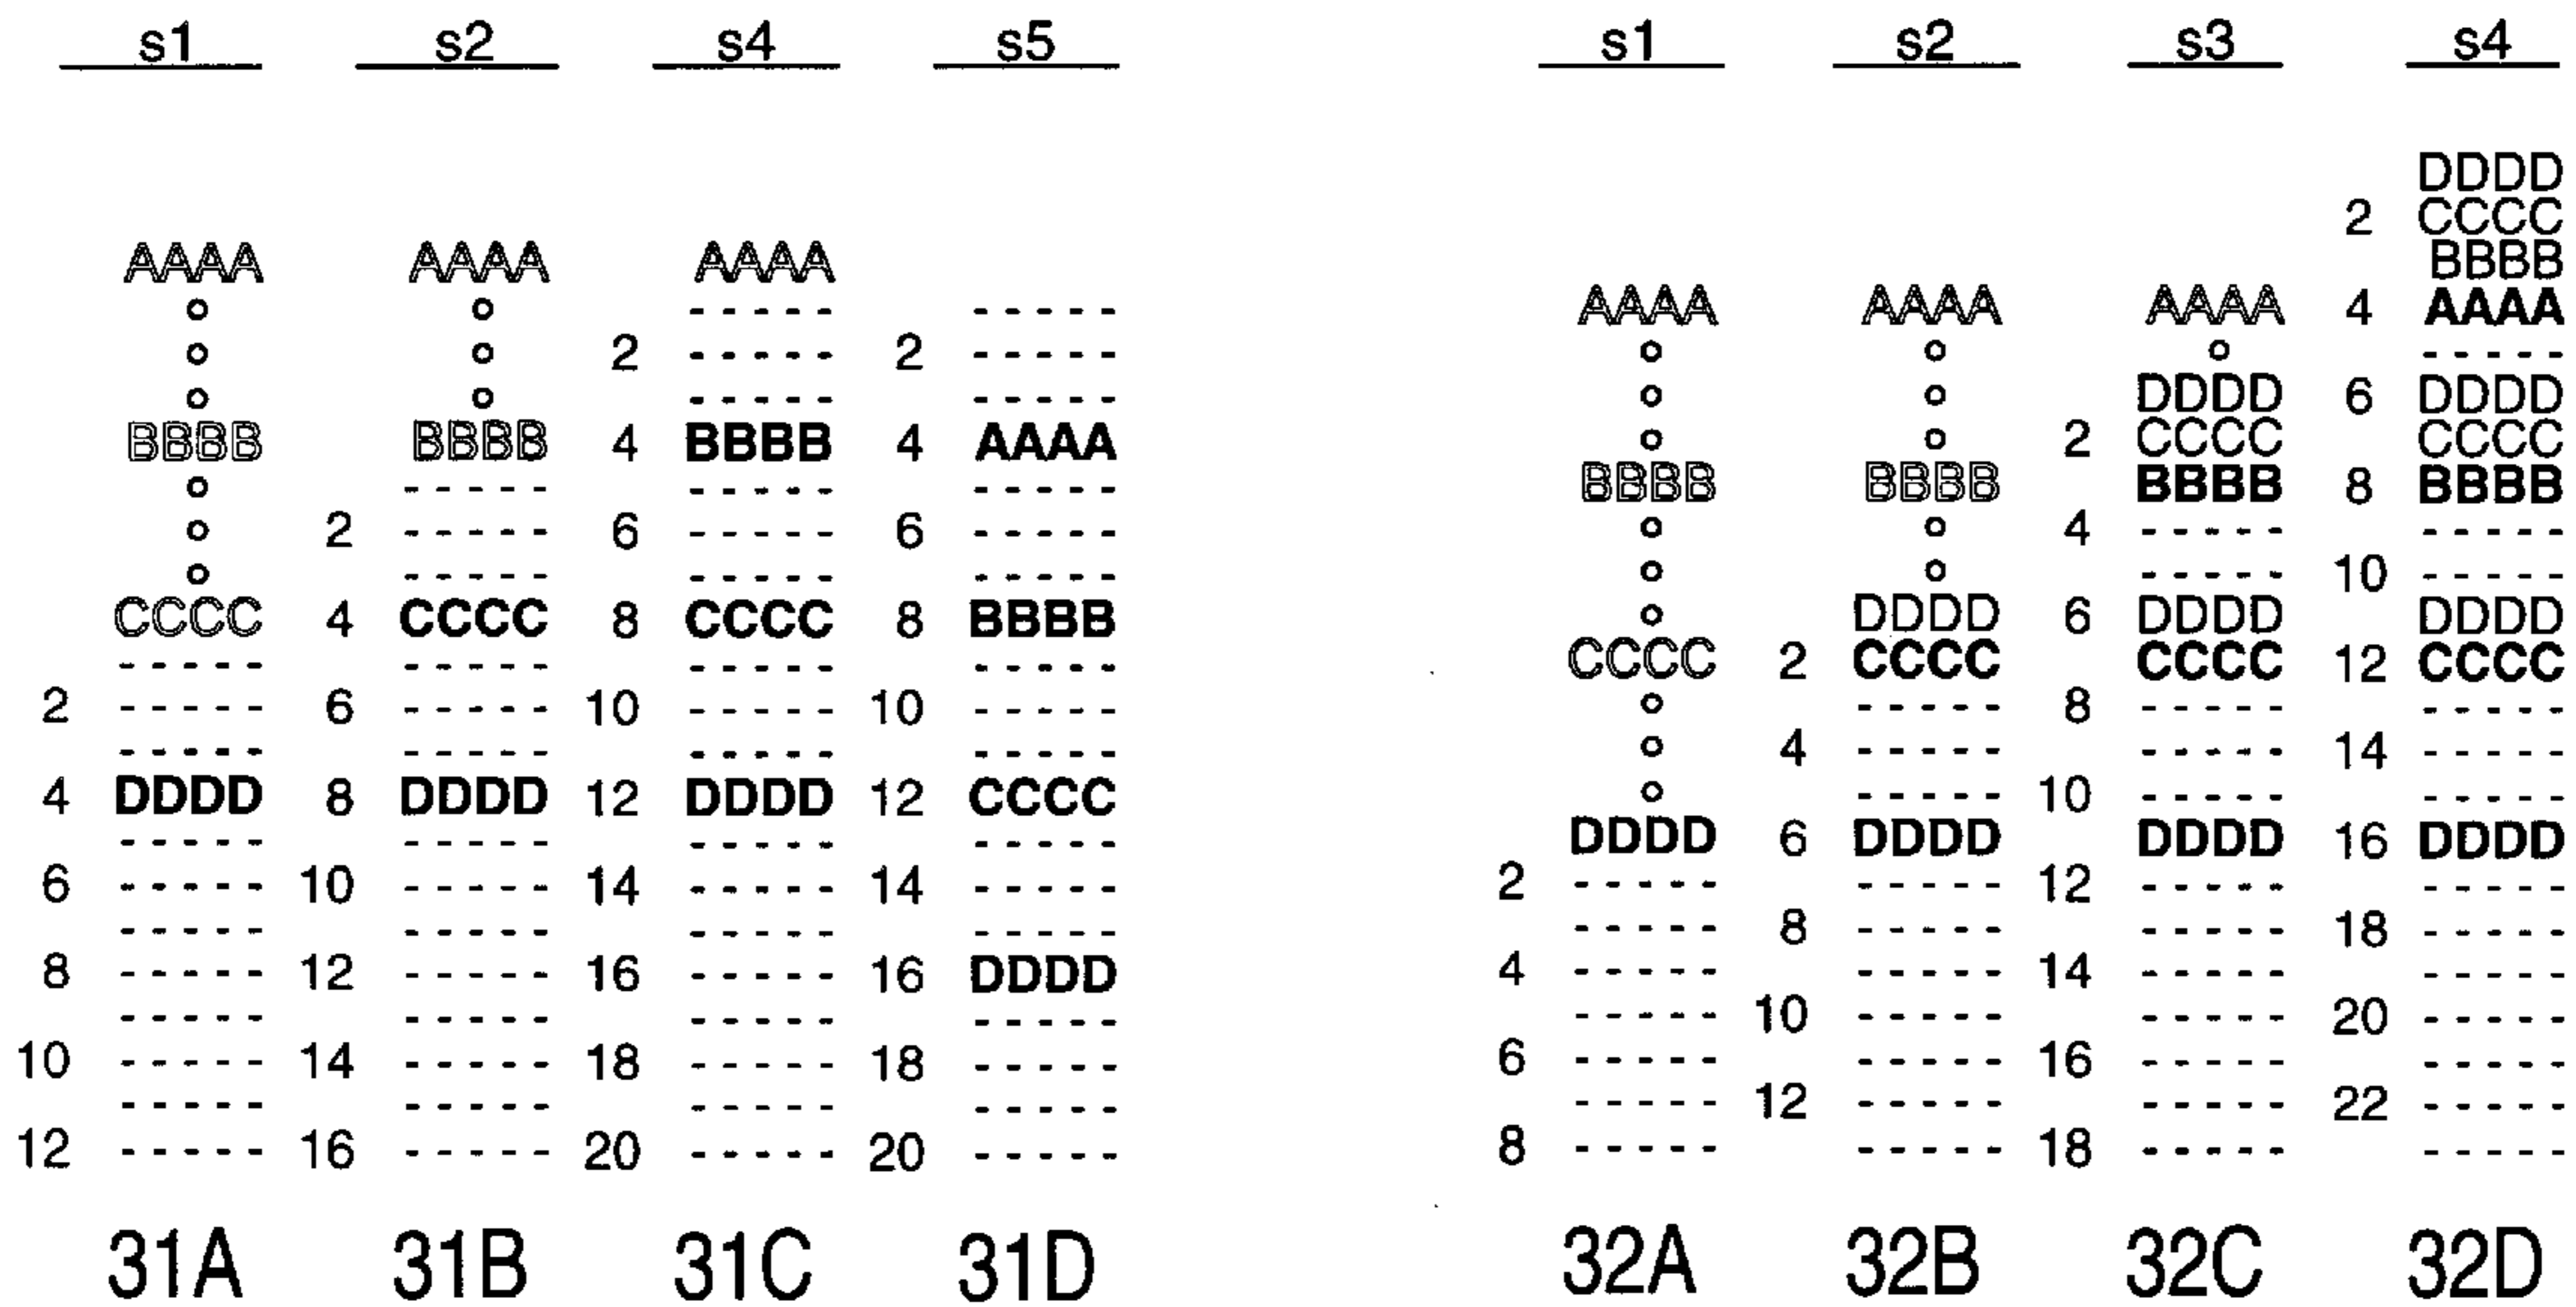 s1 s2 s4 s5 s1 s2 s3 s4
DDDD
2 CCCC
AAAA AAAA AAAA BBBB
o o ----- ----- AAAA AAAA AAAA 4 AAAA
o o 2 ----- 2 ----- o o o -----
o o ----- ----- o o DDDD 6 DDDD
BBBB BBBB 4 BBBB 4 AAAA o o 2 CCCC CCCC
o ----- ----- ----- BBBB BBBB BBBB 8 BBBB
o 2 ----- 6 ----- 6 ----- o o 4 ----- -----
o ----- ----- ----- o o ----- 10 -----
CCCC 4 CCCC 8 CCCC 8 BBBB o DDDD 6 DDDD DDDD
----- ----- ----- ----- CCCC 2 CCCC CCCC 12 CCCC
2 ----- 6 ----- 10 ----- 10 ----- o ----- 8 ----- -----
----- ----- ----- ----- o 4 ----- ----- 14 -----
4 DDDD 8 DDDD 12 DDDD 12 CCCC o ----- 10 ----- -----
----- ----- ----- ----- DDDD 6 DDDD DDDD 16 DDDD
6 ----- 10 ----- 14 ----- 14 ----- 2 ----- ----- 12 ----- -----
----- ----- ----- ----- ----- 8 ----- ----- 18 -----
8 ----- 12 ----- 16 ----- 16 DDDD 4 ----- ----- 14 ----- -----
----- ----- ----- ----- ----- 10 ----- ----- 20 -----
10 ----- 14 ----- 18 ----- 18 ----- 6 ----- ----- 16 ----- -----
----- ----- ----- ----- ----- 12 ----- ----- 22 -----
12 ----- 16 ----- 20 ----- 20 ----- 8 ----- ----- 18 ----- -----
31A 31B 31C 31D 32A 32B 32C 32D